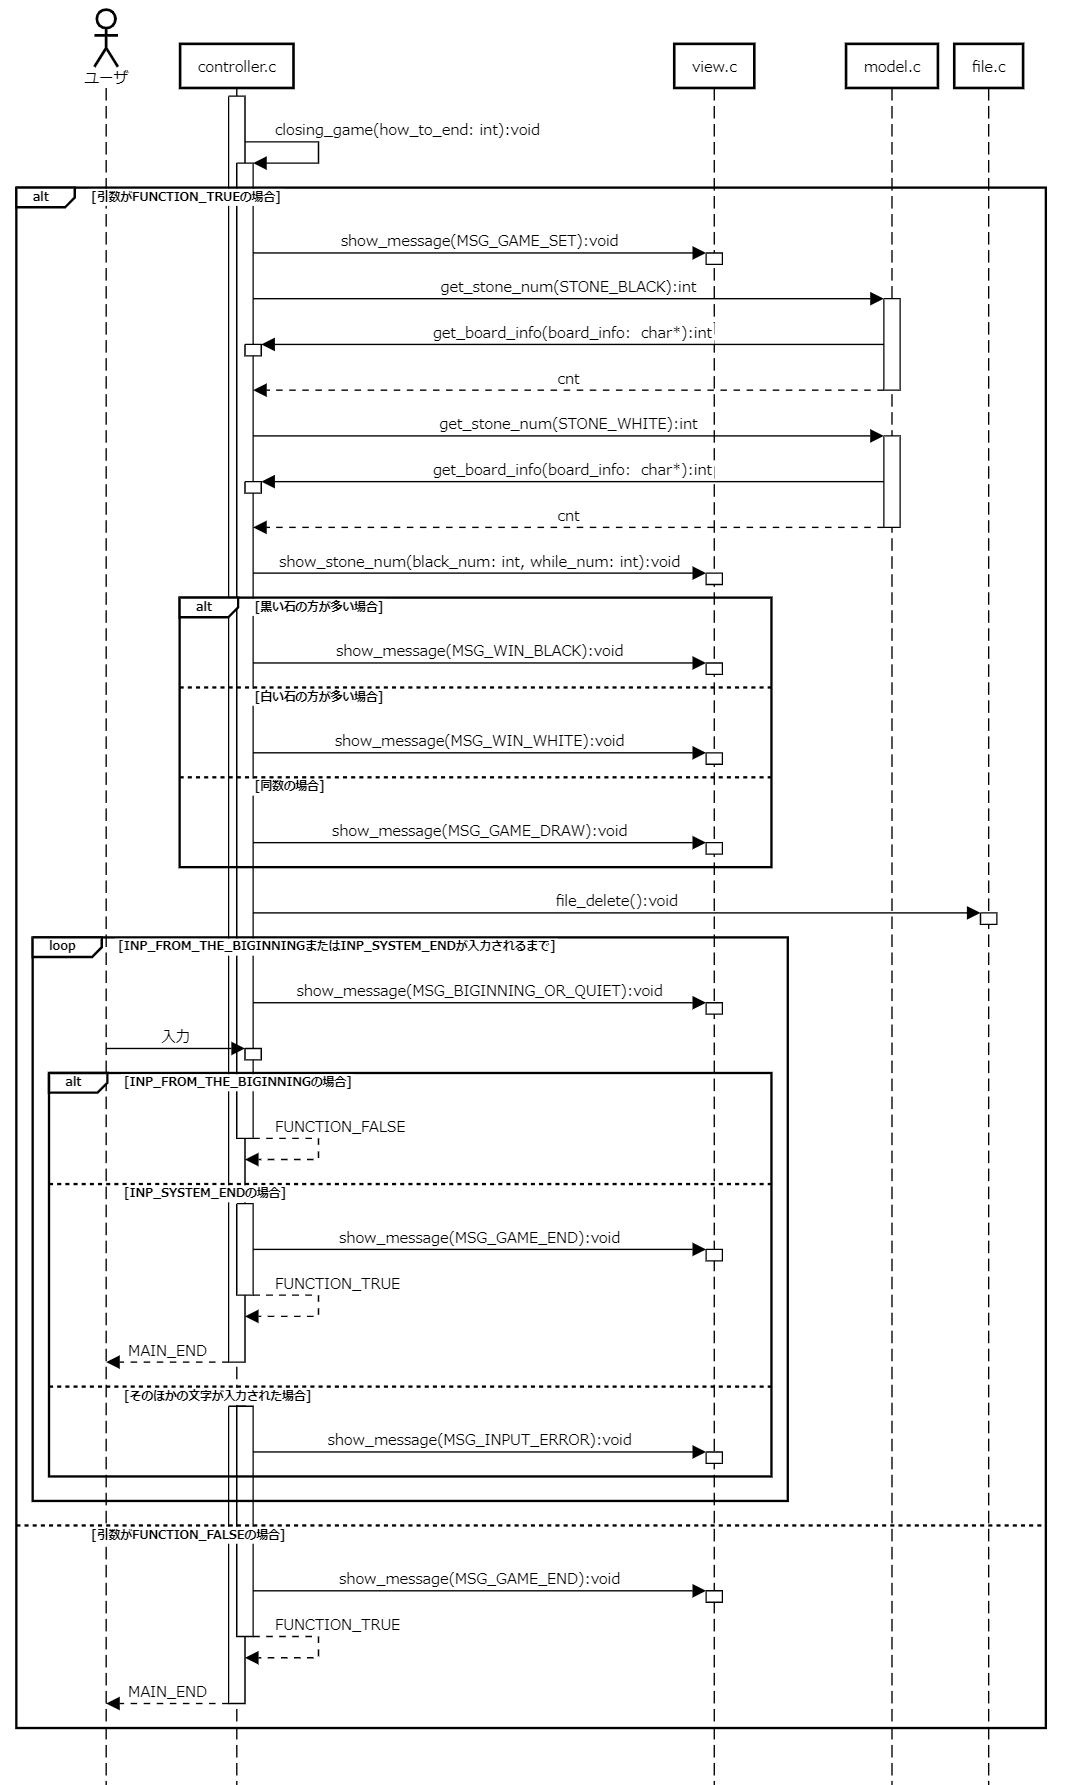 ユーザ
controller.c
view.c
model.c
file.c
closing_game(how_to_end: int):void
alt
[引数がFUNCTION_TRUEの場合]
show_message(MSG_GAME_SET):void
get_stone_num(STONE_BLACK):int
get_board_info(board_info: char*):int
cnt
get_stone_num(STONE_WHITE):int
get_board_info(board_info: char*):int
cnt
show_stone_num(black_num: int, while_num: int):void
alt
[黒い石の方が多い場合]
show_message(MSG_WIN_BLACK):void
[白い石の方が多い場合]
show_message(MSG_WIN_WHITE):void
[同数の場合]
show_message(MSG_GAME_DRAW):void
file_delete():void
loop
[INP_FROM_THE_BIGINNINGまたはINP_SYSTEM_ENDが入力されるまで]
show_message(MSG_BIGINNING_OR_QUIET):void
入力
alt
[INP_FROM_THE_BIGINNINGの場合]
FUNCTION_FALSE
[INP_SYSTEM_ENDの場合]
show_message(MSG_GAME_END):void
FUNCTION_TRUE
MAIN_END
[そのほかの文字が入力された場合]
show_message(MSG_INPUT_ERROR):void
[引数がFUNCTION_FALSEの場合]
show_message(MSG_GAME_END):void
FUNCTION_TRUE
MAIN_END